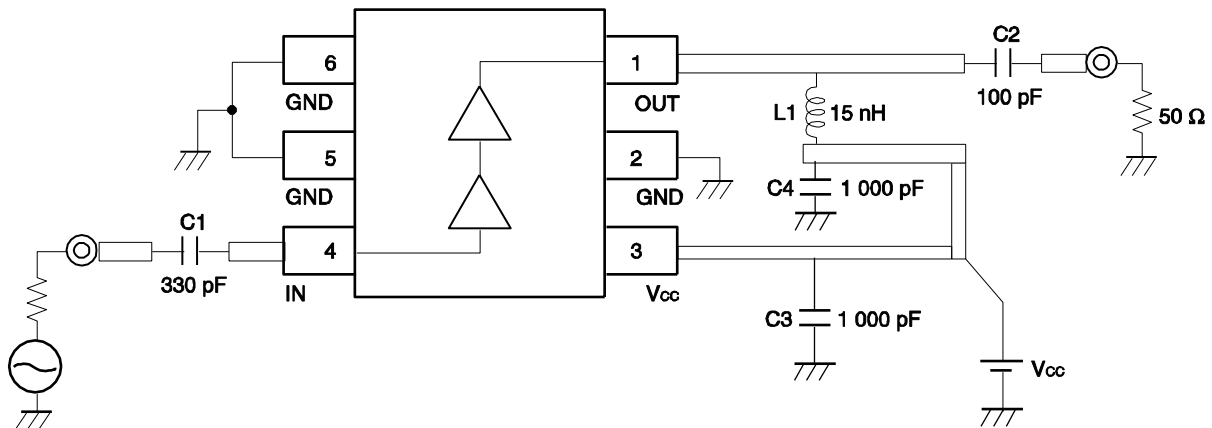 C2
6
1
100 pF
GND
OUT
L1
15 nH
50 Ω
5
2
GND
GND
C4
1 000 pF
C1
4
3
330 pF
IN
Vcc
C3
1 000 pF
Vcc